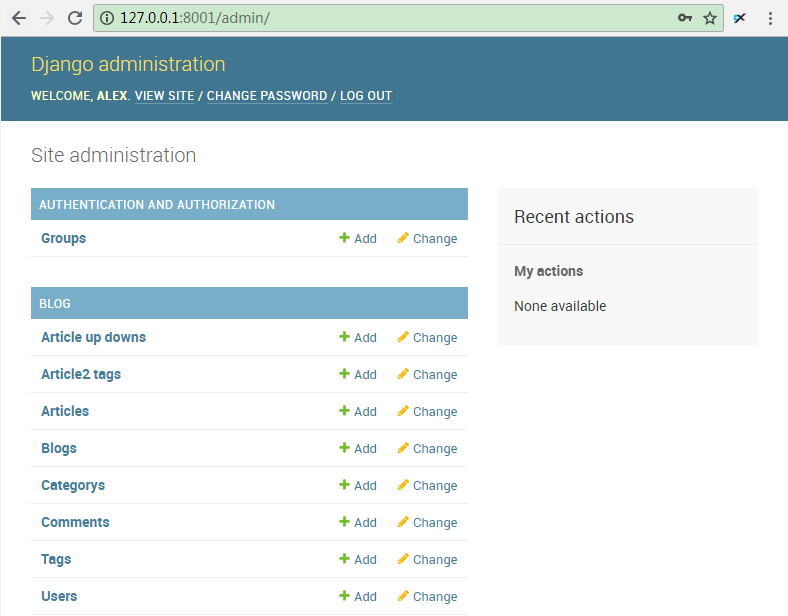 127.0.0.1:8001/admin/
Django administration
WELCOME, ALEX. VIEW SITE / CHANGE PASSWORD / LOG OUT
Site administration
AUTHENTICATION AND AUTHORIZATION
Groups Add Change
BLOG
Article up downs Add Change
Article2 tags Add Change
Articles Add Change
Blogs Add Change
Categorys Add Change
Comments Add Change
Tags Add Change
Users Add Change
Recent actions
My actions
None available